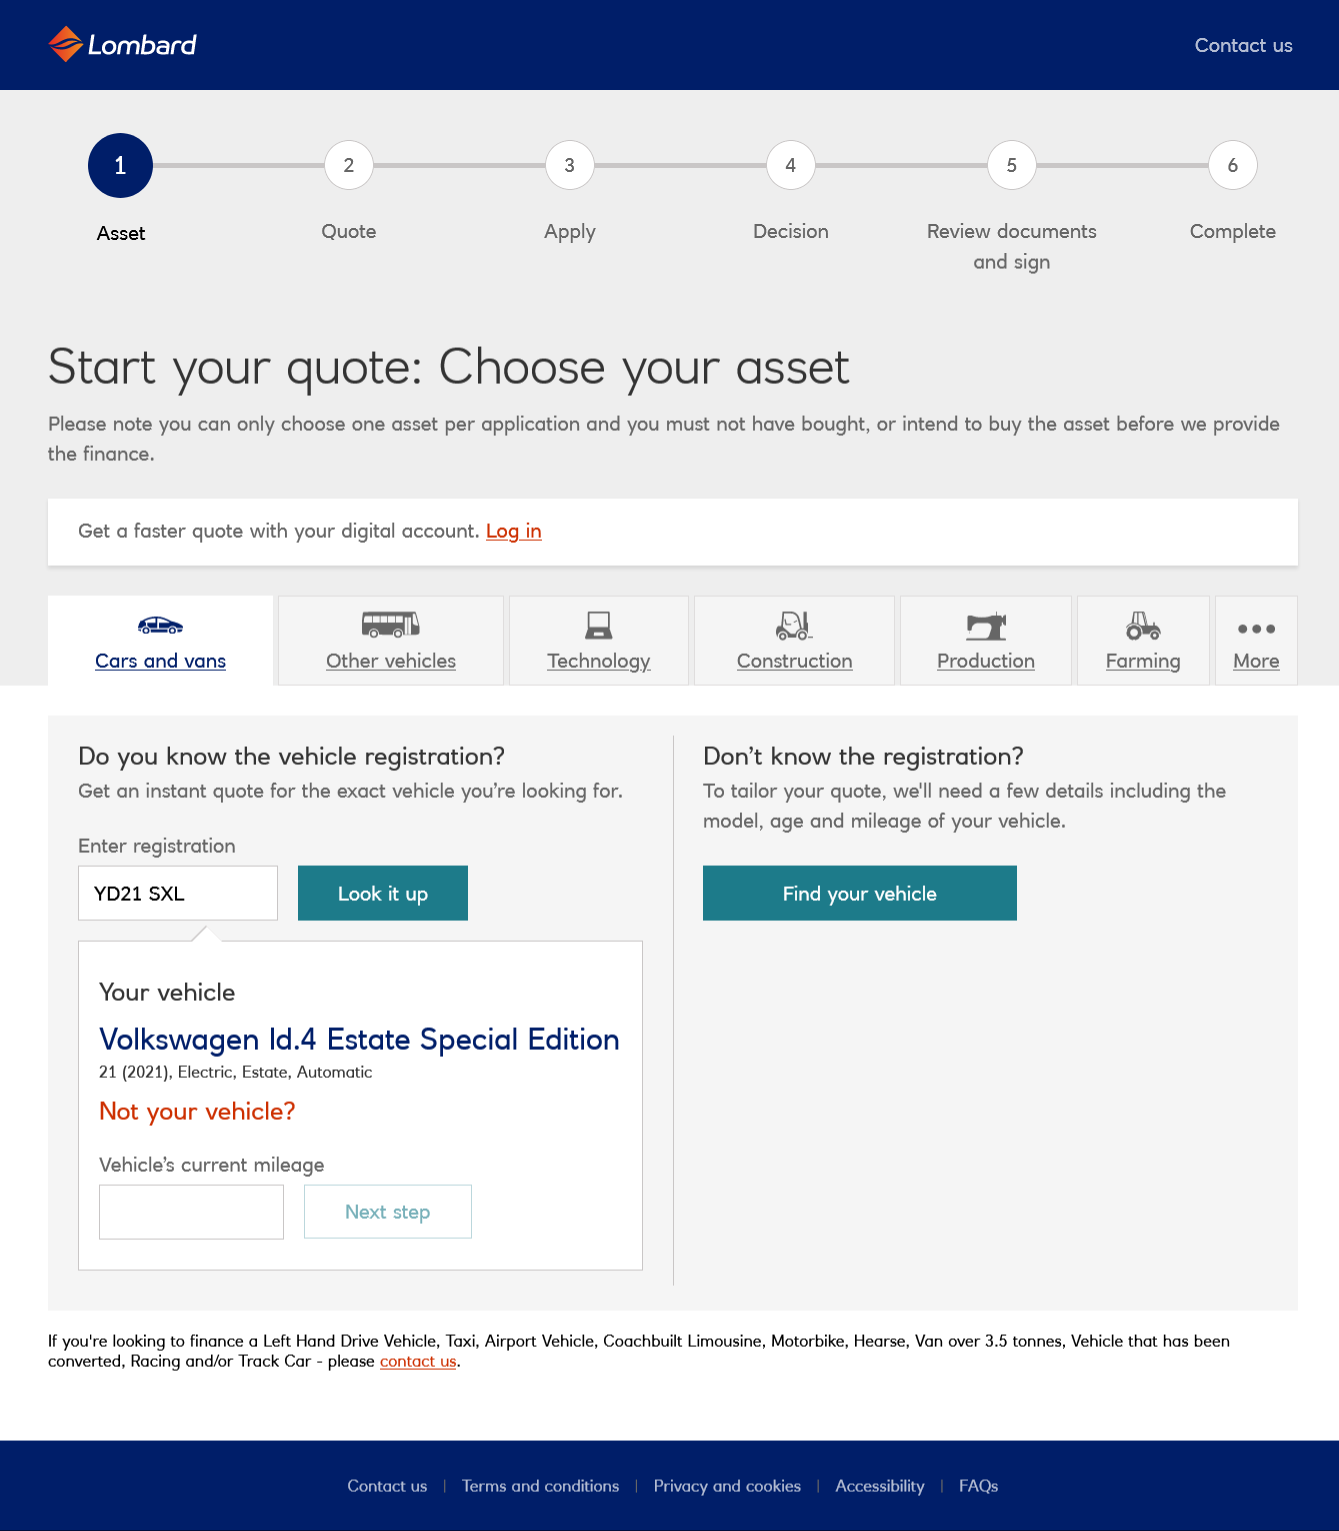 Lombard
Contact us
1
2
3
4
5
6
Asset
Quote
Apply
Decision
Review documents
and sign
Complete
Start your quote: Choose your asset
Please note you can only choose one asset per application and you must not have bought, or intend to buy the asset before we provide
the finance.
Get a faster quote with your digital account. Log in
Cars and vans
Other vehicles
Technology
Construction
Production
Farming
More
Do you know the vehicle registration?
Get an instant quote for the exact vehicle you're looking for.
Enter registration
YD21 SXL
Look it up
Your vehicle
Volkswagen Id.4 Estate Special Edition
21 (2021), Electric, Estate, Automatic
Not your vehicle?
Vehicle's current mileage
Next step
Don't know the registration?
To tailor your quote, we'll need a few details including the
model, age and mileage of your vehicle.
Find your vehicle
If you're looking to finance a Left Hand Drive Vehicle, Taxi, Airport Vehicle, Coachbuilt Limousine, Motorbike, Hearse, Van over 3.5 tonnes, Vehicle that has been
converted, Racing and/or Track Car - please contact us.
Contact us | Terms and conditions | Privacy and cookies | Accessibility | FAQs